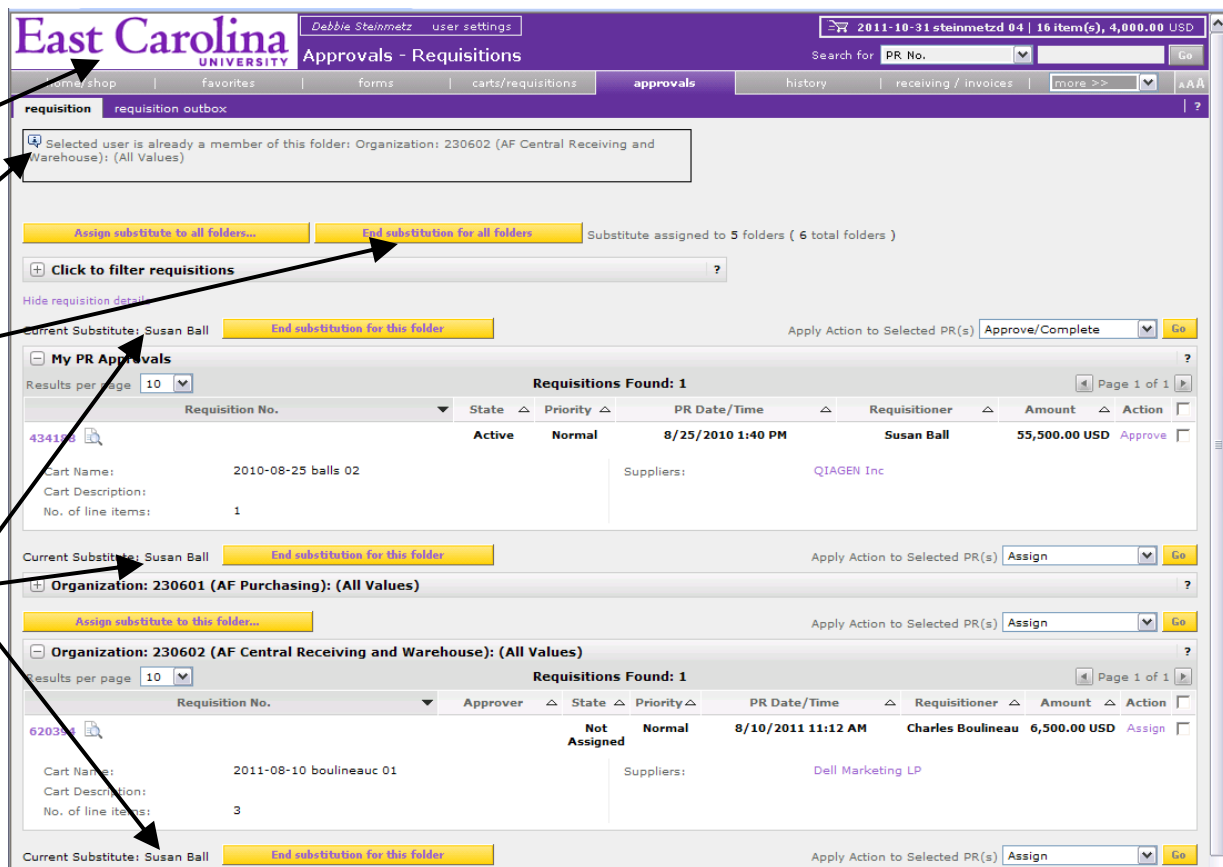 East Carolina
UNIVERSITY
Debbie Steinmetz user settings
2011-10-31 steinmetzd 04 | 16 item(s), 4,000.00 USD
Approvals - Requisitions
Search for PR No. Go
home/shop | favorites | forms | carts/requisitions approvals history | receiving / invoices | more >> AAA
requisition requisition outbox | ?
Selected user is already a member of this folder: Organization: 230602 (AF Central Receiving and
Warehouse): (All Values)
Assign substitute to all folders... End substitution for all folders Substitute assigned to 5 folders ( 6 total folders )
Click to filter requisitions ?
Hide requisition details
Current Substitute: Susan Ball End substitution for this folder Apply Action to Selected PR(s) Approve/Complete Go
My PR Approvals ?
Results per page 10 Requisitions Found: 1 Page 1 of 1
Requisition No. State Priority PR Date/Time Requisitioner Amount Action
434188 Active Normal 8/25/2010 1:40 PM Susan Ball 55,500.00 USD Approve
Cart Name: 2010-08-25 balls 02 Suppliers: QIAGEN Inc
Cart Description:
No. of line items: 1
Current Substitute: Susan Ball End substitution for this folder Apply Action to Selected PR(s) Assign Go
Organization: 230601 (AF Purchasing): (All Values) ?
Assign substitute to this folder... Apply Action to Selected PR(s) Assign Go
Organization: 230602 (AF Central Receiving and Warehouse): (All Values) ?
Results per page 10 Requisitions Found: 1 Page 1 of 1
Requisition No. Approver State Priority PR Date/Time Requisitioner Amount Action
620394 Not Assigned Normal 8/10/2011 11:12 AM Charles Boulineau 6,500.00 USD Assign
Cart Name: 2011-08-10 boulineauc 01 Suppliers: Dell Marketing LP
Cart Description:
No. of line items: 3
Current Substitute: Susan Ball End substitution for this folder Apply Action to Selected PR(s) Assign Go